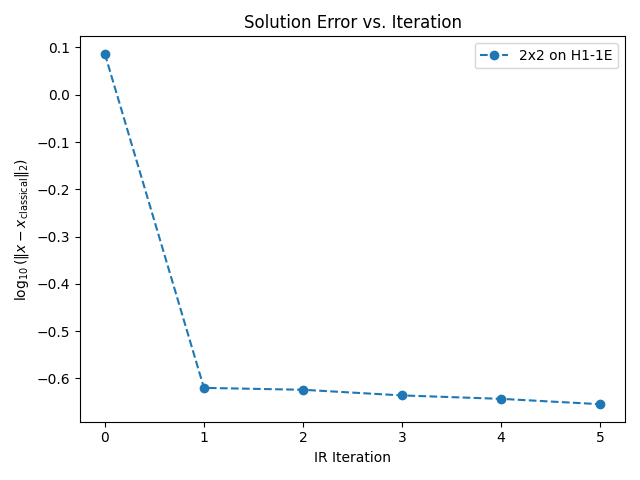 Solution Error vs. Iteration
2x2 on H1-1E
log₁₀(‖x − x_classical‖₂)
0.1
0.0
−0.1
−0.2
−0.3
−0.4
−0.5
−0.6
0 1 2 3 4 5
IR Iteration